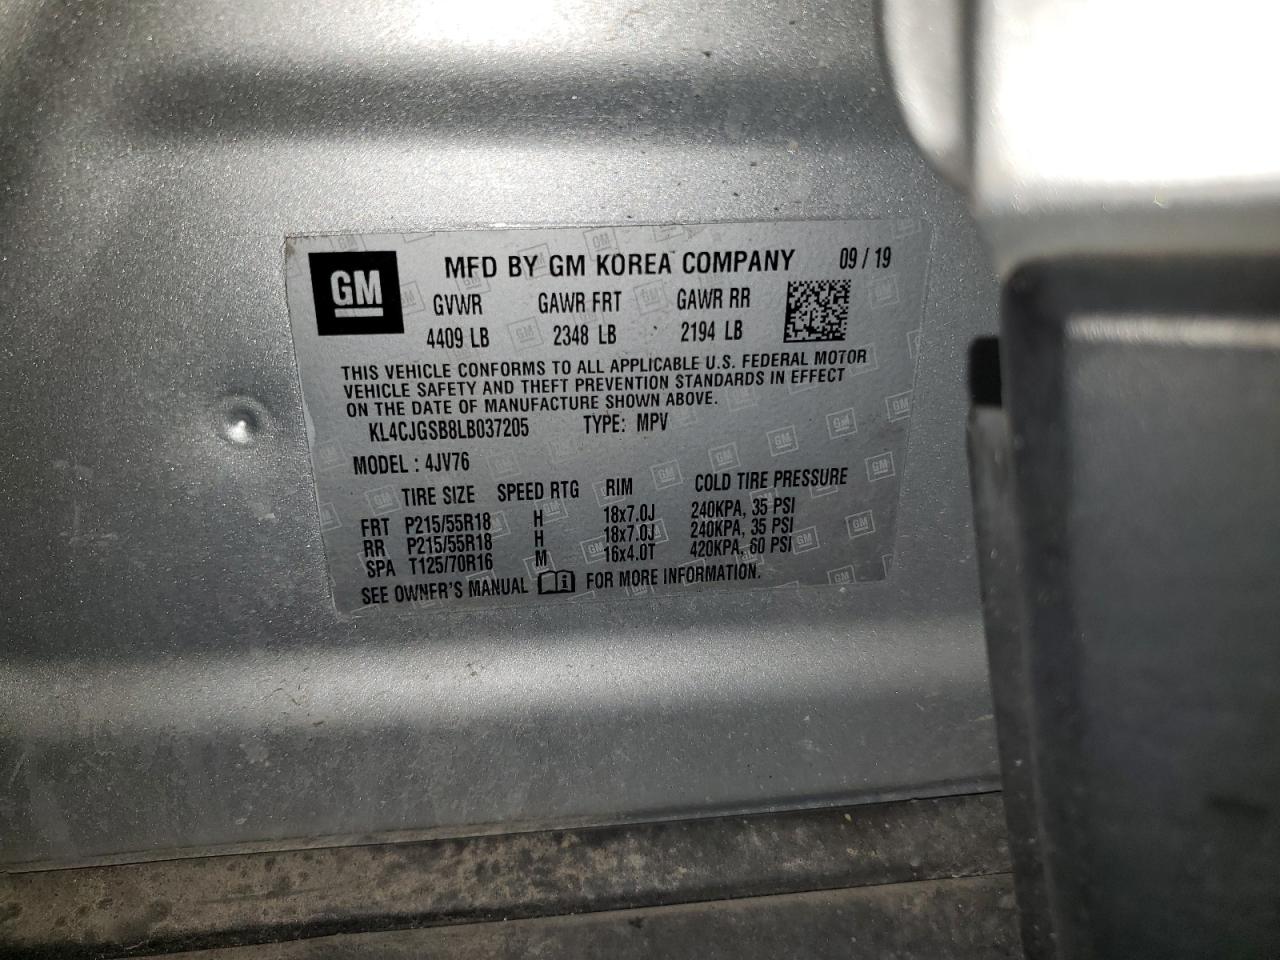 GM MFD BY GM KOREA COMPANY 09 / 19
GVWR GAWR FRT GAWR RR
4409 LB 2348 LB 2194 LB
THIS VEHICLE CONFORMS TO ALL APPLICABLE U.S. FEDERAL MOTOR
VEHICLE SAFETY AND THEFT PREVENTION STANDARDS IN EFFECT
ON THE DATE OF MANUFACTURE SHOWN ABOVE.
KL4CJGSB8LB037205 TYPE: MPV
MODEL : 4JV76
TIRE SIZE SPEED RTG RIM COLD TIRE PRESSURE
FRT P215/55R18 H 18x7.0J 240KPA, 35 PSI
RR P215/55R18 H 18x7.0J 240KPA, 35 PSI
SPA T125/70R16 M 16x4.0T 420KPA, 60 PSI
SEE OWNER'S MANUAL FOR MORE INFORMATION.